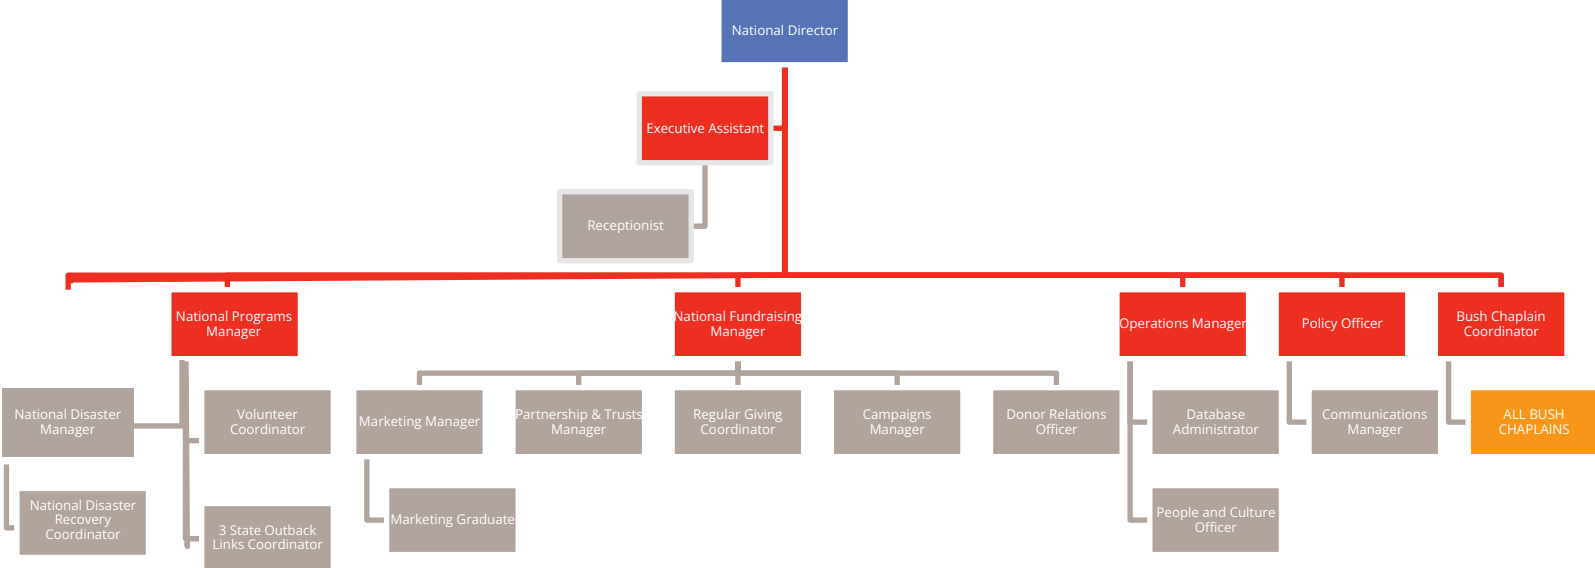 National Director
Executive Assistant
Receptionist
National Programs
Manager
National Fundraising
Manager
Operations Manager
Policy Officer
Bush Chaplain
Coordinator
National Disaster
Manager
Volunteer
Coordinator
Marketing Manager
Partnership & Trusts
Manager
Regular Giving
Coordinator
Campaigns
Manager
Donor Relations
Officer
Database
Administrator
Communications
Manager
ALL BUSH
CHAPLAINS
National Disaster
Recovery
Coordinator
3 State Outback
Links Coordinator
Marketing Graduate
People and Culture
Officer